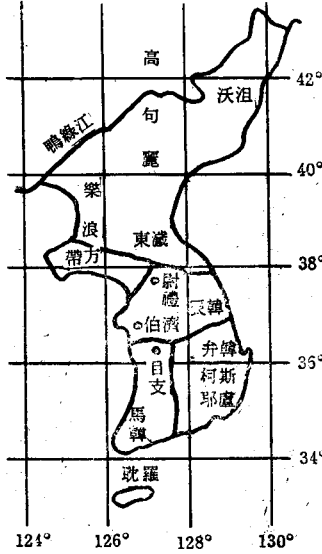 高句麗
沃沮
鴨綠江
樂浪
帶方
東濊
尉禮
辰韓
伯濟
目支
弁韓
柯斯
耶盧
馬韓
耽羅
42°
40°
38°
36°
34°
124°
126°
128°
130°